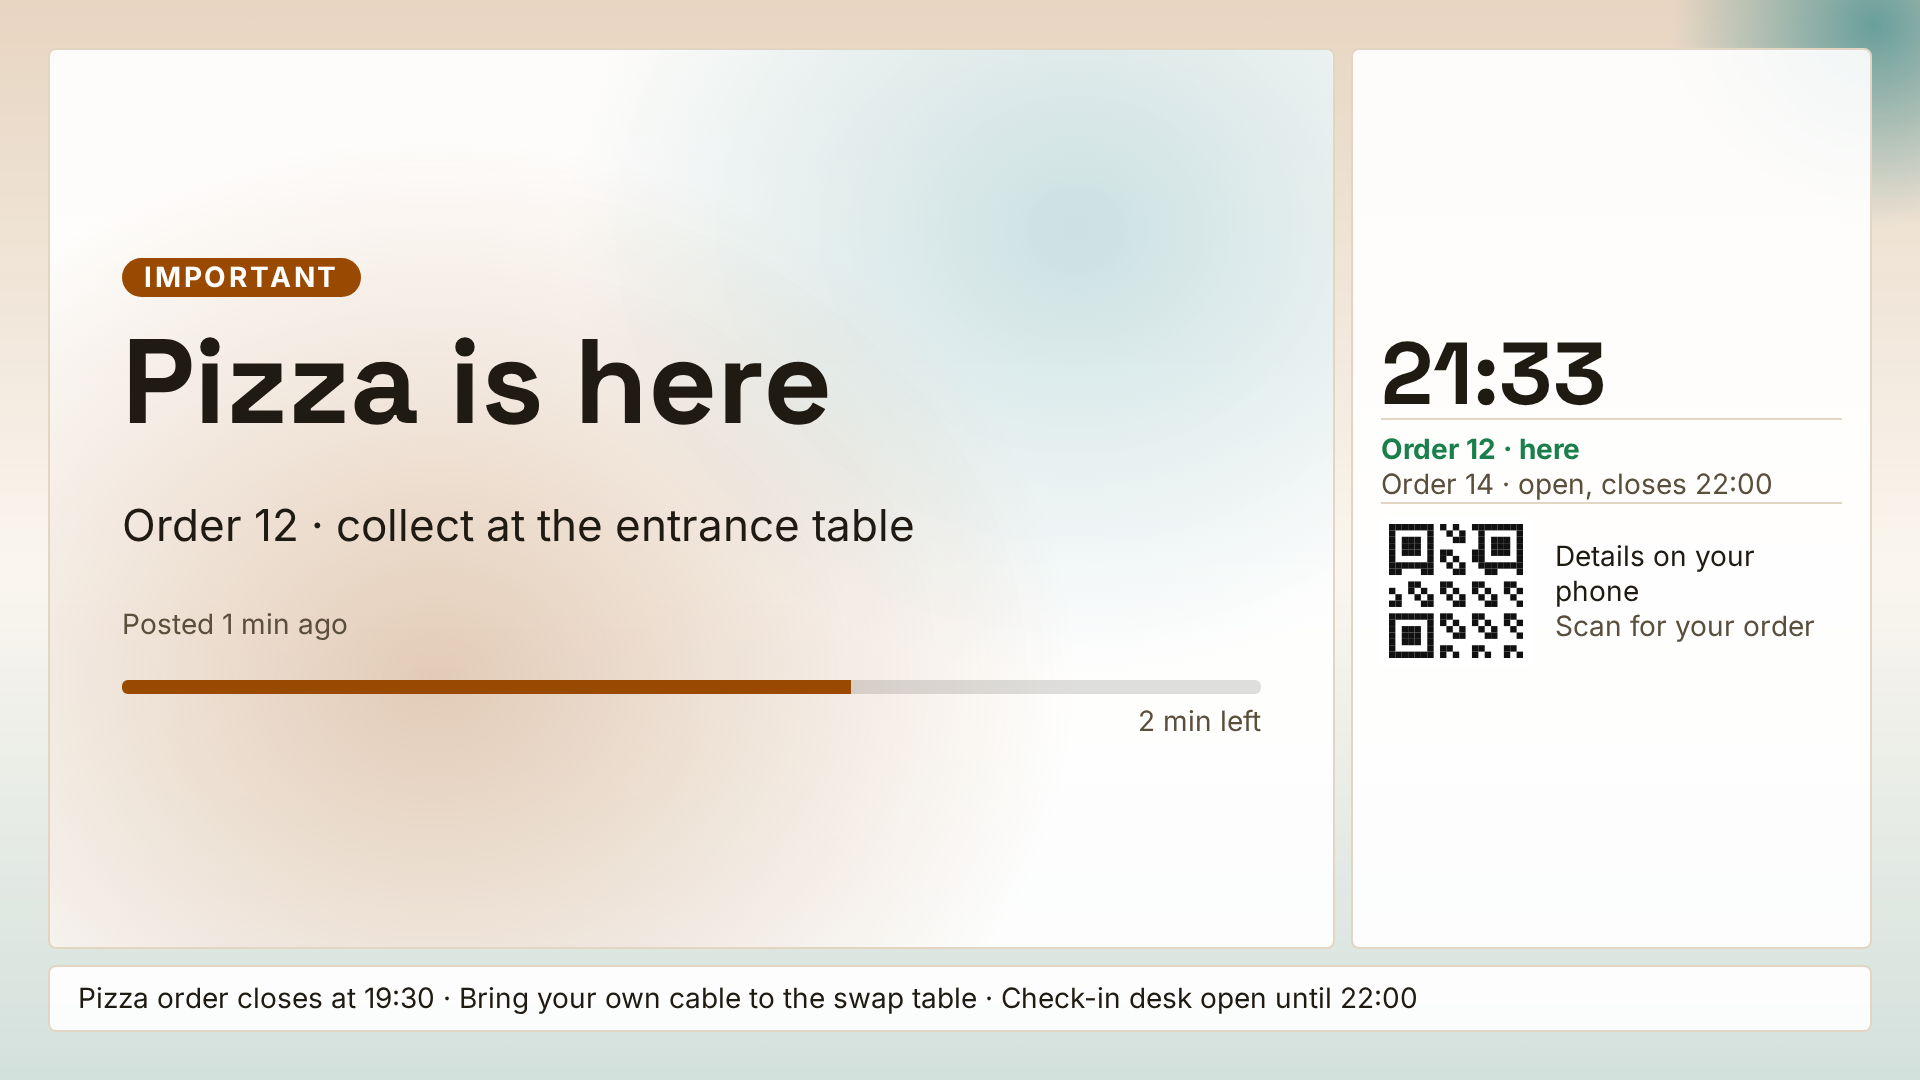 IMPORTANT
Pizza is here
Order 12 · collect at the entrance table
Posted 1 min ago
2 min left
21:33
Order 12 · here
Order 14 · open, closes 22:00
Details on your
phone
Scan for your order
Pizza order closes at 19:30 · Bring your own cable to the swap table · Check-in desk open until 22:00